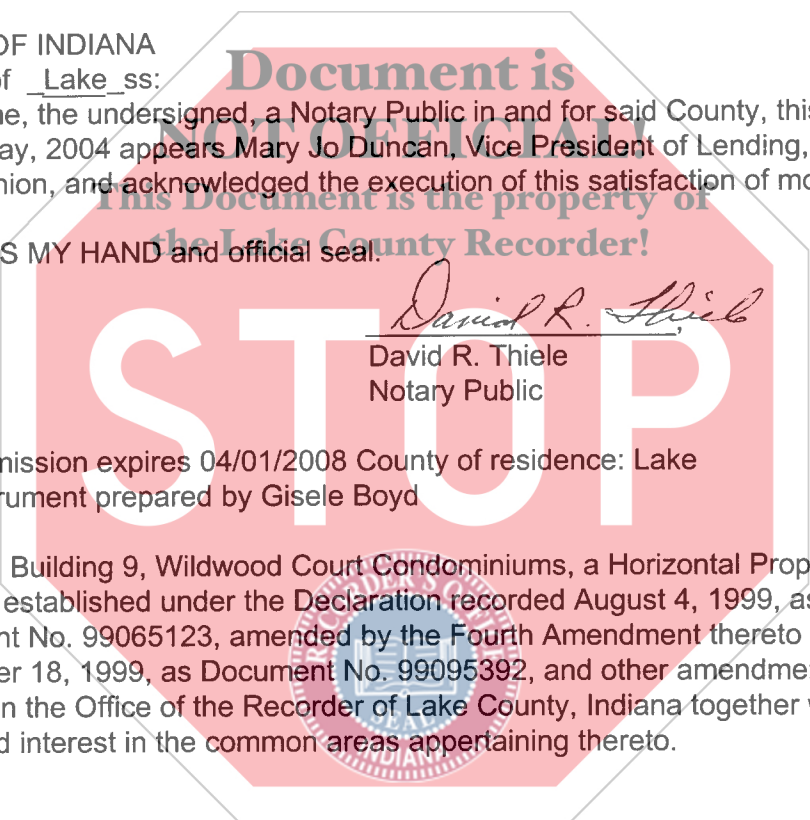 OF INDIANA
of _Lake_ss:
Document is
ne, the undersigned, a Notary Public in and for said County, this
NOT OFFICIAL!
ay, 2004 appears Mary Jo Duncan, Vice President of Lending,
nion, and acknowledged the execution of this satisfaction of mo
This Document is the property of
the Lake County Recorder!
S MY HAND and official seal.
David R. Thiele
David R. Thiele
Notary Public
STOP
mission expires 04/01/2008 County of residence: Lake
rument prepared by Gisele Boyd
Building 9, Wildwood Court Condominiums, a Horizontal Prop
established under the Declaration recorded August 4, 1999, as
nt No. 99065123, amended by the Fourth Amendment thereto
er 18, 1999, as Document No. 99095392, and other amendme
n the Office of the Recorder of Lake County, Indiana together
d interest in the common areas appertaining thereto.
RECORDER'S OFFICE
SEAL
INDIANA